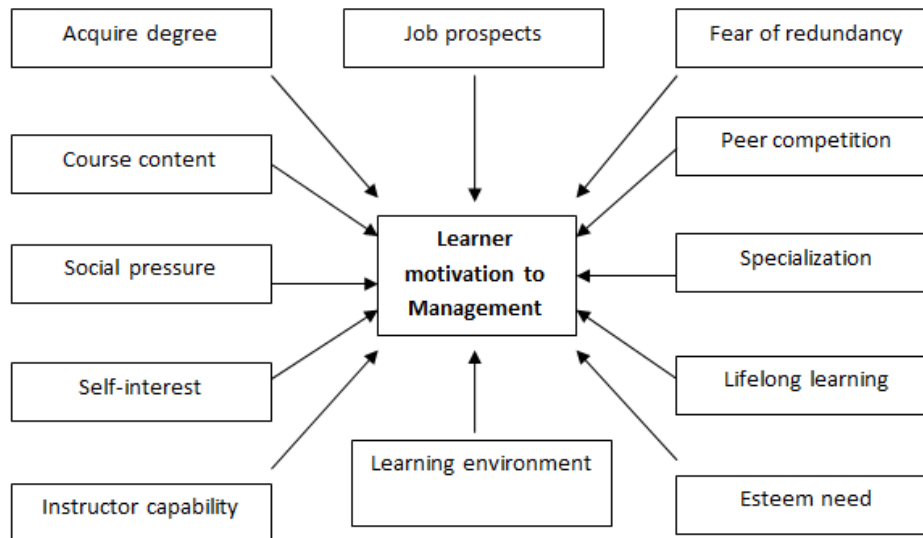 Acquire degree
Job prospects
Fear of redundancy
Course content
Peer competition
Learner
motivation to
Management
Social pressure
Specialization
Self-interest
Lifelong learning
Learning environment
Instructor capability
Esteem need